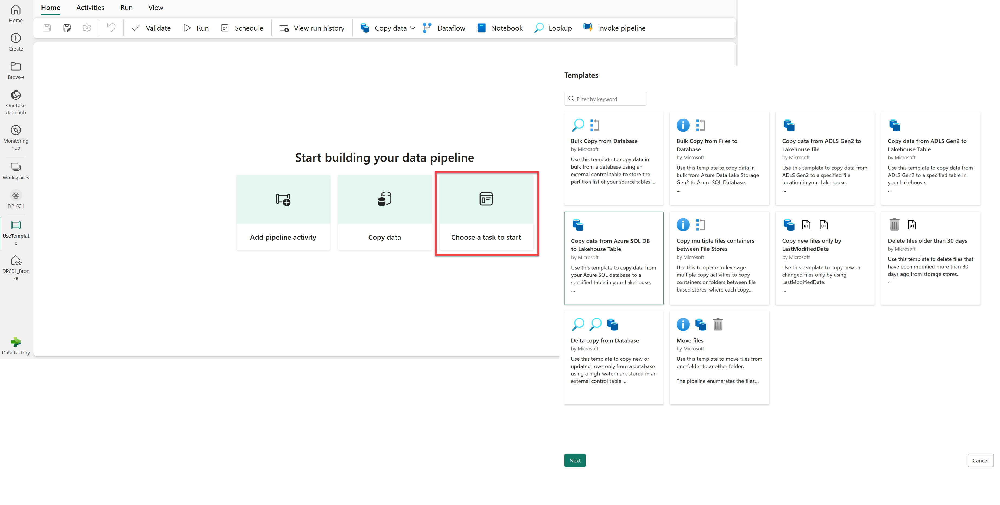 Home
Activities
Run
View
Validate
Run
Schedule
View run history
Copy data
Dataflow
Notebook
Lookup
Invoke pipeline
Home
Create
Browse
OneLake
data hub
Monitoring
hub
Workspaces
DP-601
UseTemplat
e
DP601_Bron
ze
Data Factory
Start building your data pipeline
Add pipeline activity
Copy data
Choose a task to start
Templates
Filter by keyword
Bulk Copy from Database
by Microsoft
Use this template to copy data in
bulk from a database using an
external control table to store the
partition list of your source tables....
Bulk Copy from Files to
Database
by Microsoft
Use this template to copy data in
bulk from Azure Data Lake Storage
Gen2 to Azure SQL Database.
...
Copy data from ADLS Gen2 to
Lakehouse file
by Microsoft
Use this template to copy data from
ADLS Gen2 to a specified file
location in your Lakehouse.
...
Copy data from ADLS Gen2 to
Lakehouse Table
by Microsoft
Use this template to copy data from
ADLS Gen2 to a specified table in
your Lakehouse.
...
Copy data from Azure SQL DB
to Lakehouse Table
by Microsoft
Use this template to copy data from
your Azure SQL database to a
specified table in your Lakehouse.
...
Copy multiple files containers
between File Stores
by Microsoft
Use this template to leverage
multiple copy activities to copy
containers or folders between file
based stores, where each copy...
01
01
Copy new files only by
LastModifiedDate
by Microsoft
Use this template to copy new or
changed files only by using
LastModifiedDate.
...
01
Delete files older than 30 days
by Microsoft
Use this template to delete files that
have been modified more than 30
days ago from storage stores.
...
Delta copy from Database
by Microsoft
Use this template to copy new or
updated rows only from a database
using a high-watermark stored in an
external control table....
Move files
by Microsoft
Use this template to move files from
one folder to another folder.
The pipeline enumerates the files...
Next
Cancel